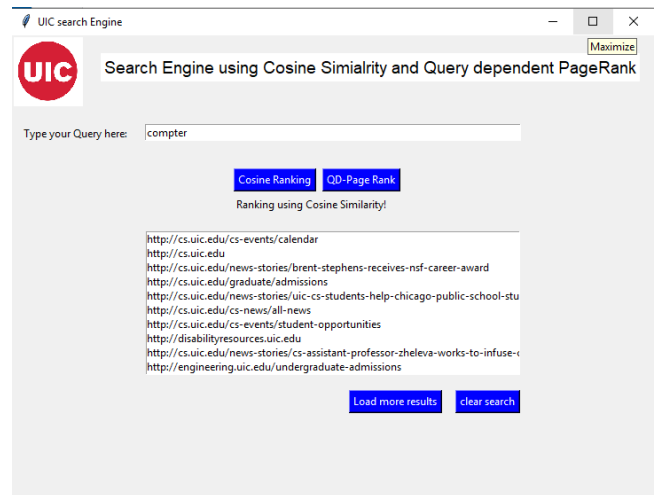 UIC search Engine
Maximize
UIC
Search Engine using Cosine Simialrity and Query dependent PageRank
Type your Query here: compter
Cosine Ranking QD-Page Rank
Ranking using Cosine Similarity!
http://cs.uic.edu/cs-events/calendar
http://cs.uic.edu
http://cs.uic.edu/news-stories/brent-stephens-receives-nsf-career-award
http://cs.uic.edu/graduate/admissions
http://cs.uic.edu/news-stories/uic-cs-students-help-chicago-public-school-stu
http://cs.uic.edu/cs-news/all-news
http://cs.uic.edu/cs-events/student-opportunities
http://disabilityresources.uic.edu
http://cs.uic.edu/news-stories/cs-assistant-professor-zheleva-works-to-infuse-
http://engineering.uic.edu/undergraduate-admissions
Load more results clear search